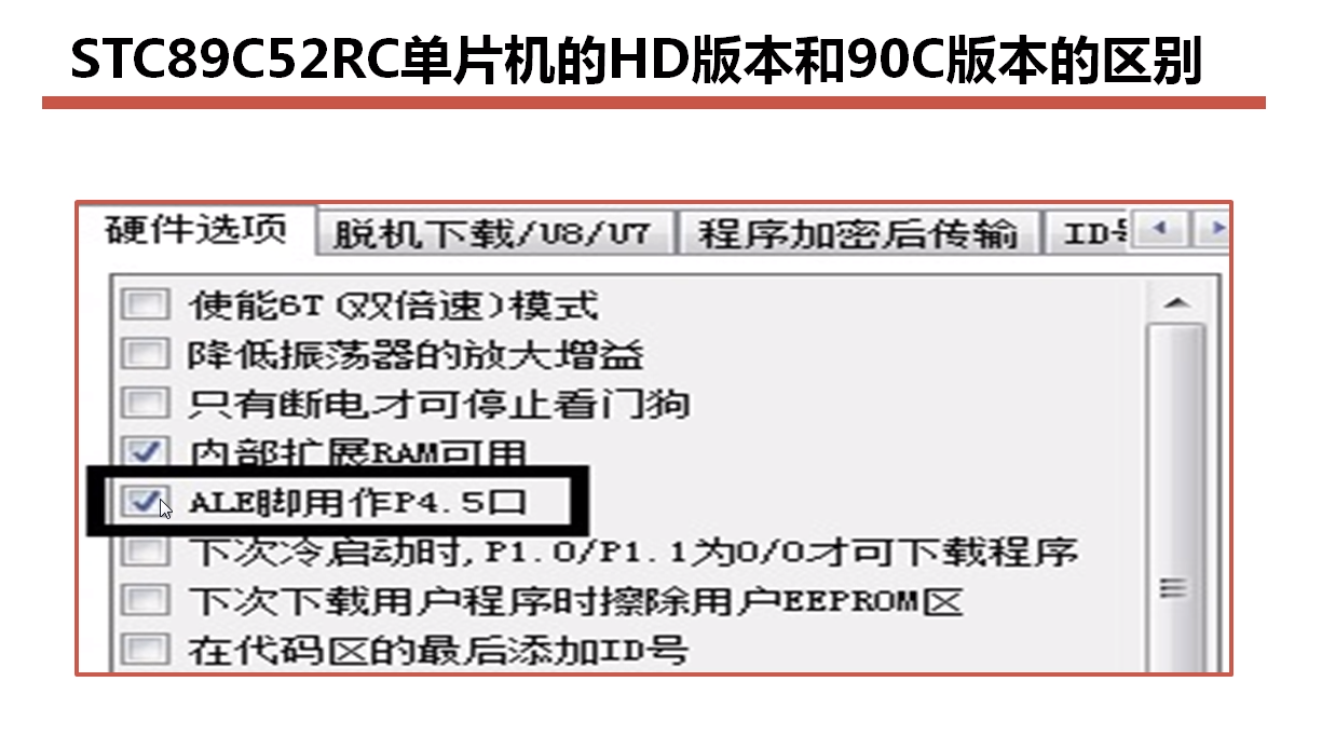 STC89C52RC单片机的HD版本和90C版本的区别
硬件选项 脱机下载/U8/U7 程序加密后传输 ID号
使能6T(双倍速)模式
降低振荡器的放大增益
只有断电才可停止看门狗
内部扩展RAM可用
ALE脚用作P4.5口
下次冷启动时,P1.0/P1.1为0/0才可下载程序
下次下载用户程序时擦除用户EEPROM区
在代码区的最后添加ID号